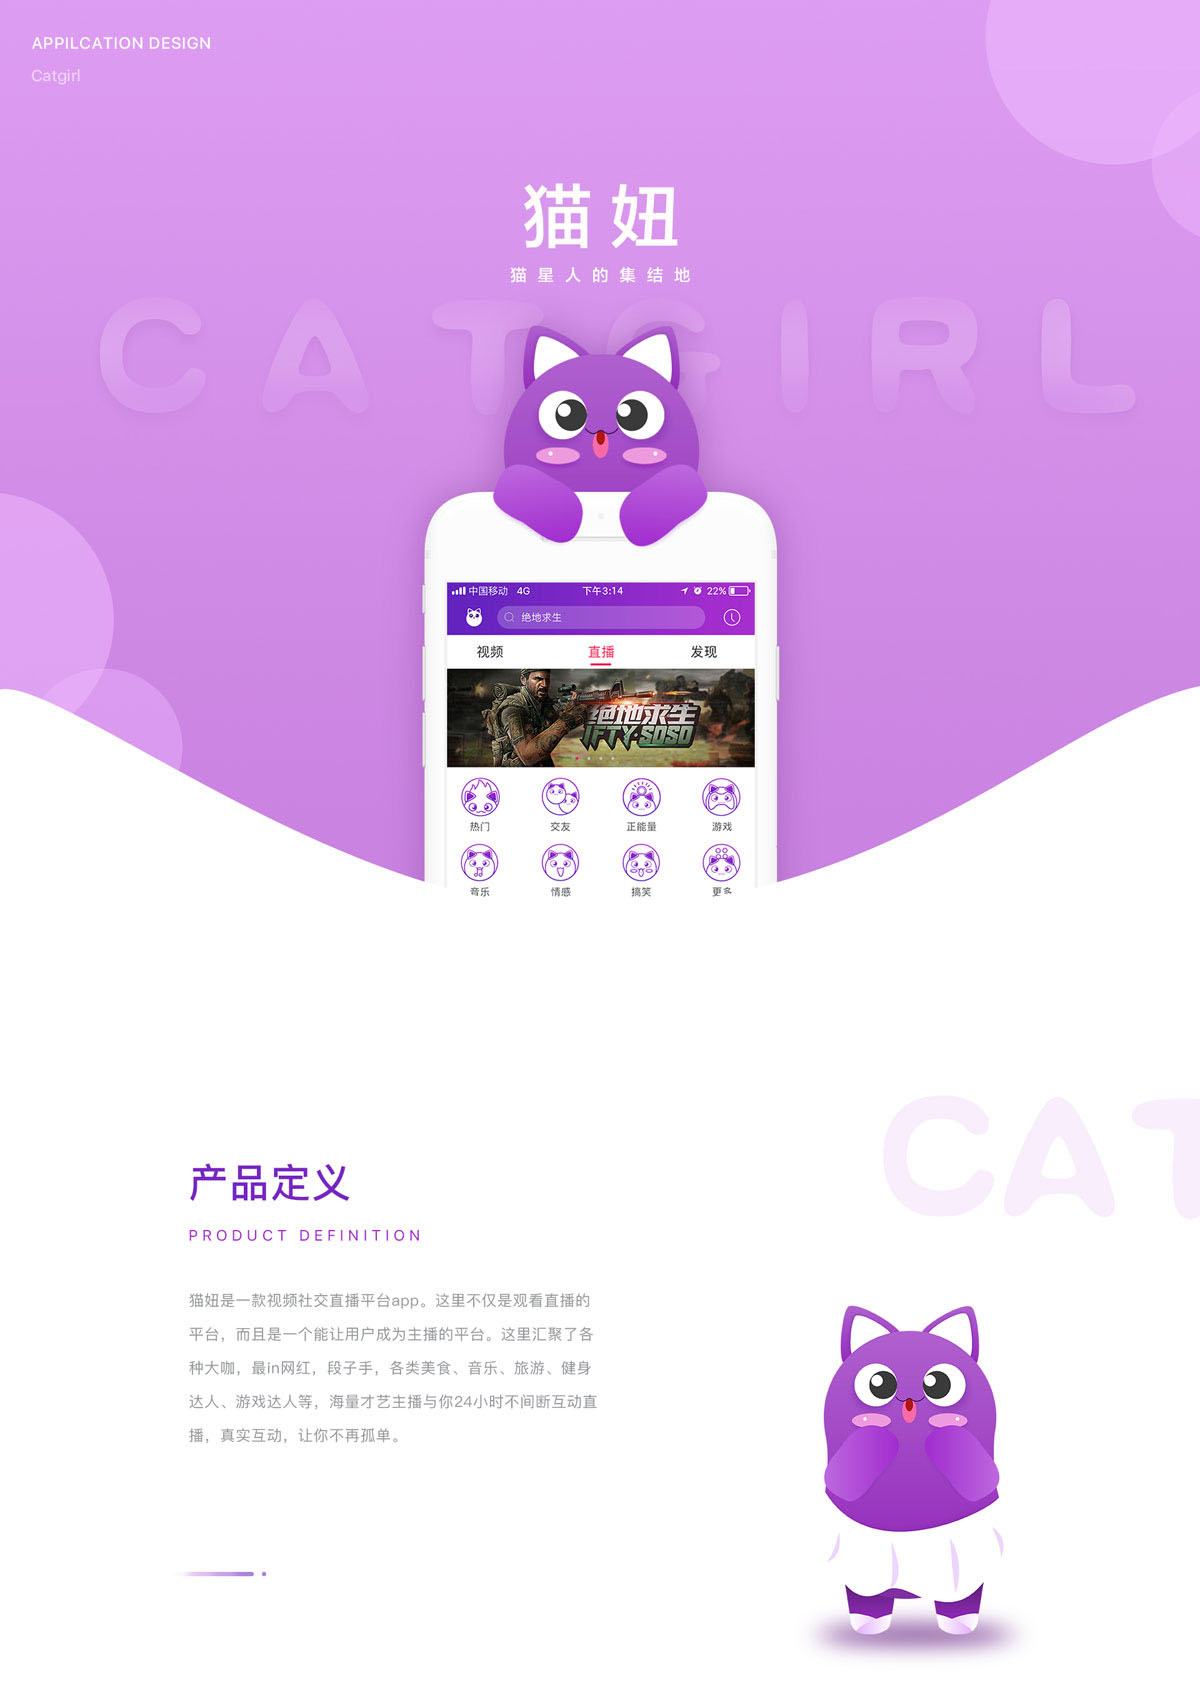 APPILCATION DESIGN
Catgirl
猫妞
猫星人的集结地
CATGIRL
中国移动 4G 下午3:14 22%
绝地求生
视频 直播 发现
绝地求生
IFTY·SOSO
热门 交友 正能量 游戏
音乐 情感 搞笑 更多
CAT
产品定义
PRODUCT DEFINITION
猫妞是一款视频社交直播平台app。这里不仅是观看直播的
平台，而且是一个能让用户成为主播的平台。这里汇聚了各
种大咖，最in网红，段子手，各类美食、音乐、旅游、健身
达人、游戏达人等，海量才艺主播与你24小时不间断互动直
播，真实互动，让你不再孤单。